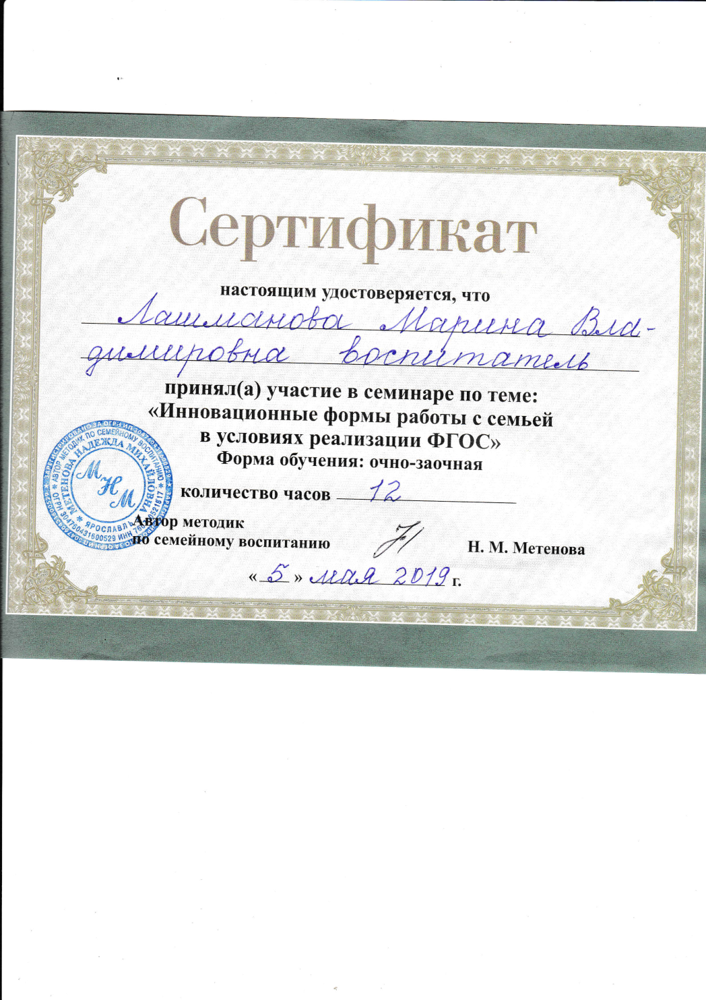 Сертификат
настоящим удостоверяется, что
Лашманова Марина Вла-
димировна воспитатель
принял(а) участие в семинаре по теме:
«Инновационные формы работы с семьей
в условиях реализации ФГОС»
Форма обучения: очно-заочная
количество часов 12
АВТОР МЕТОДИК ПО СЕМЕЙНОМУ ВОСПИТАНИЮ
МЕТЕНОВА НАДЕЖДА МИХАЙЛОВНА
МНМ
ЯРОСЛАВЛЬ
ОГРН 304760431600529 ИНН
Автор методик
по семейному воспитанию
Н. М. Метенова
« 5 » мая 2019 г.